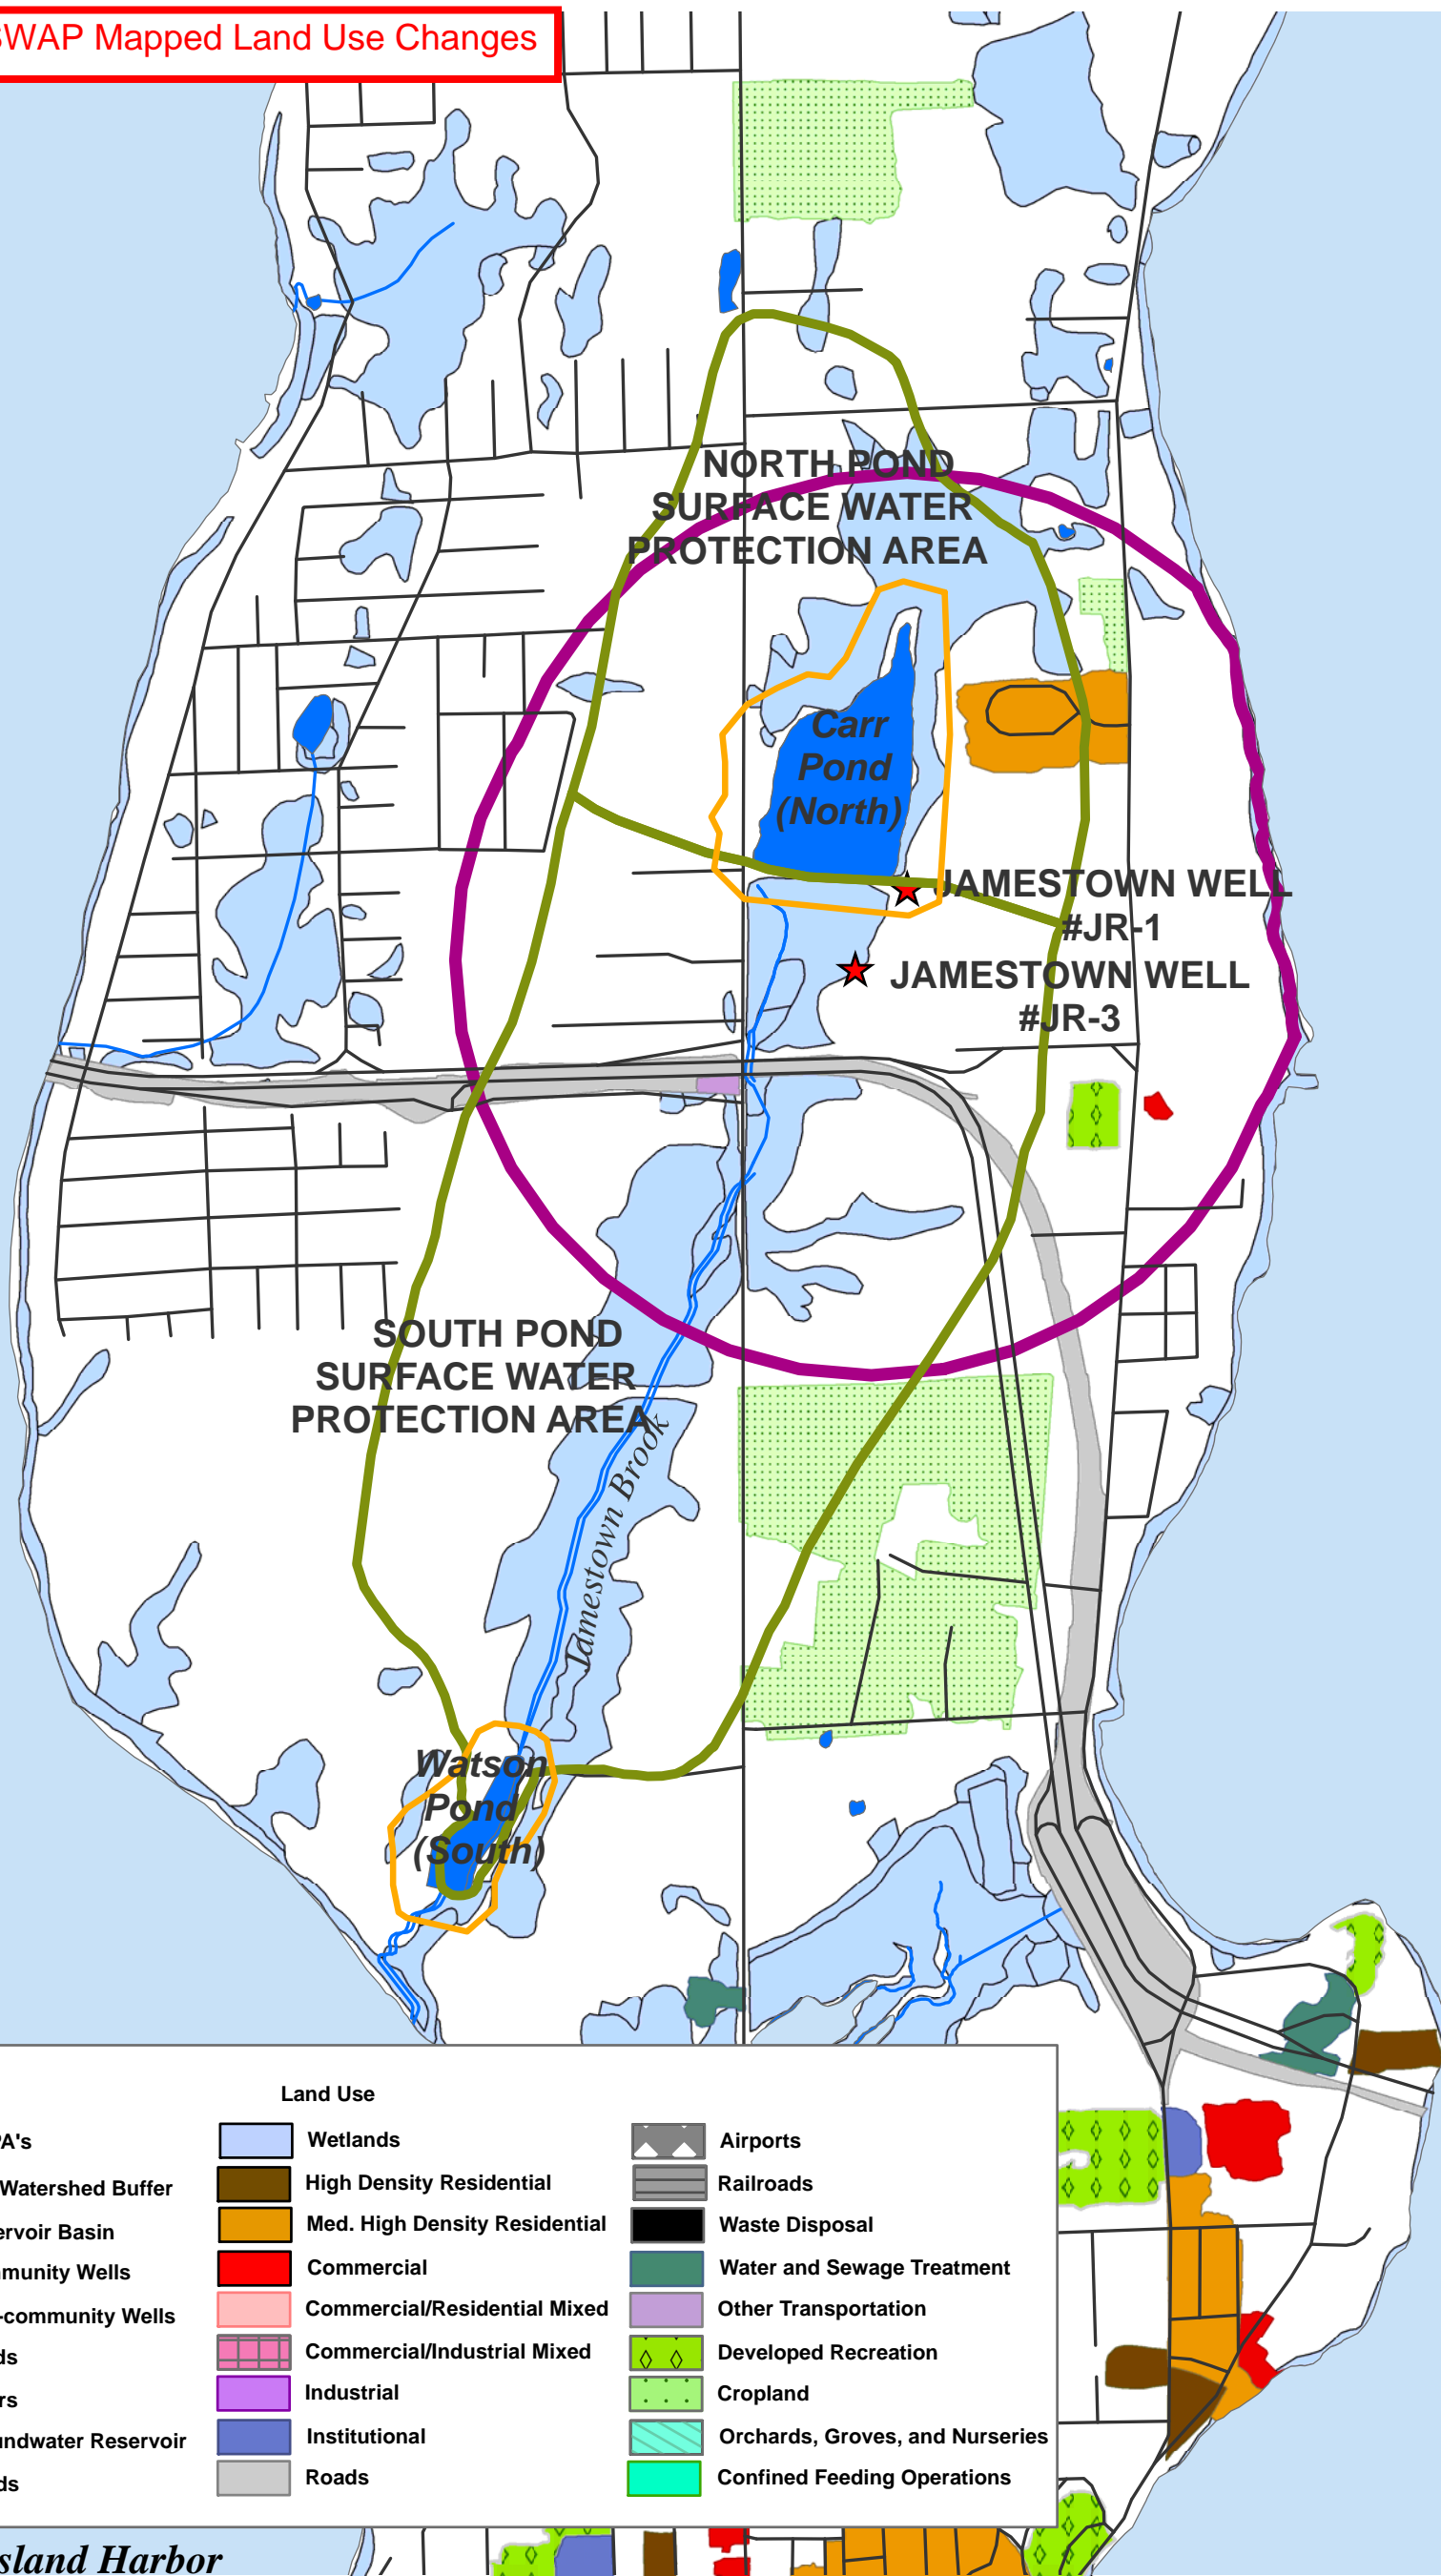 SWAP Mapped Land Use Changes
NORTH POND
SURFACE WATER
PROTECTION AREA
Carr
Pond
(North)
JAMESTOWN WELL
#JR-1
JAMESTOWN WELL
#JR-3
SOUTH POND
SURFACE WATER
PROTECTION AREA
Jamestown Brook
Watson
Pond
(South)
Land Use
PA's
Watershed Buffer
ervoir Basin
munity Wells
-community Wells
ds
rs
undwater Reservoir
ds
Wetlands
High Density Residential
Med. High Density Residential
Commercial
Commercial/Residential Mixed
Commercial/Industrial Mixed
Industrial
Institutional
Roads
Airports
Railroads
Waste Disposal
Water and Sewage Treatment
Other Transportation
Developed Recreation
Cropland
Orchards, Groves, and Nurseries
Confined Feeding Operations
sland Harbor